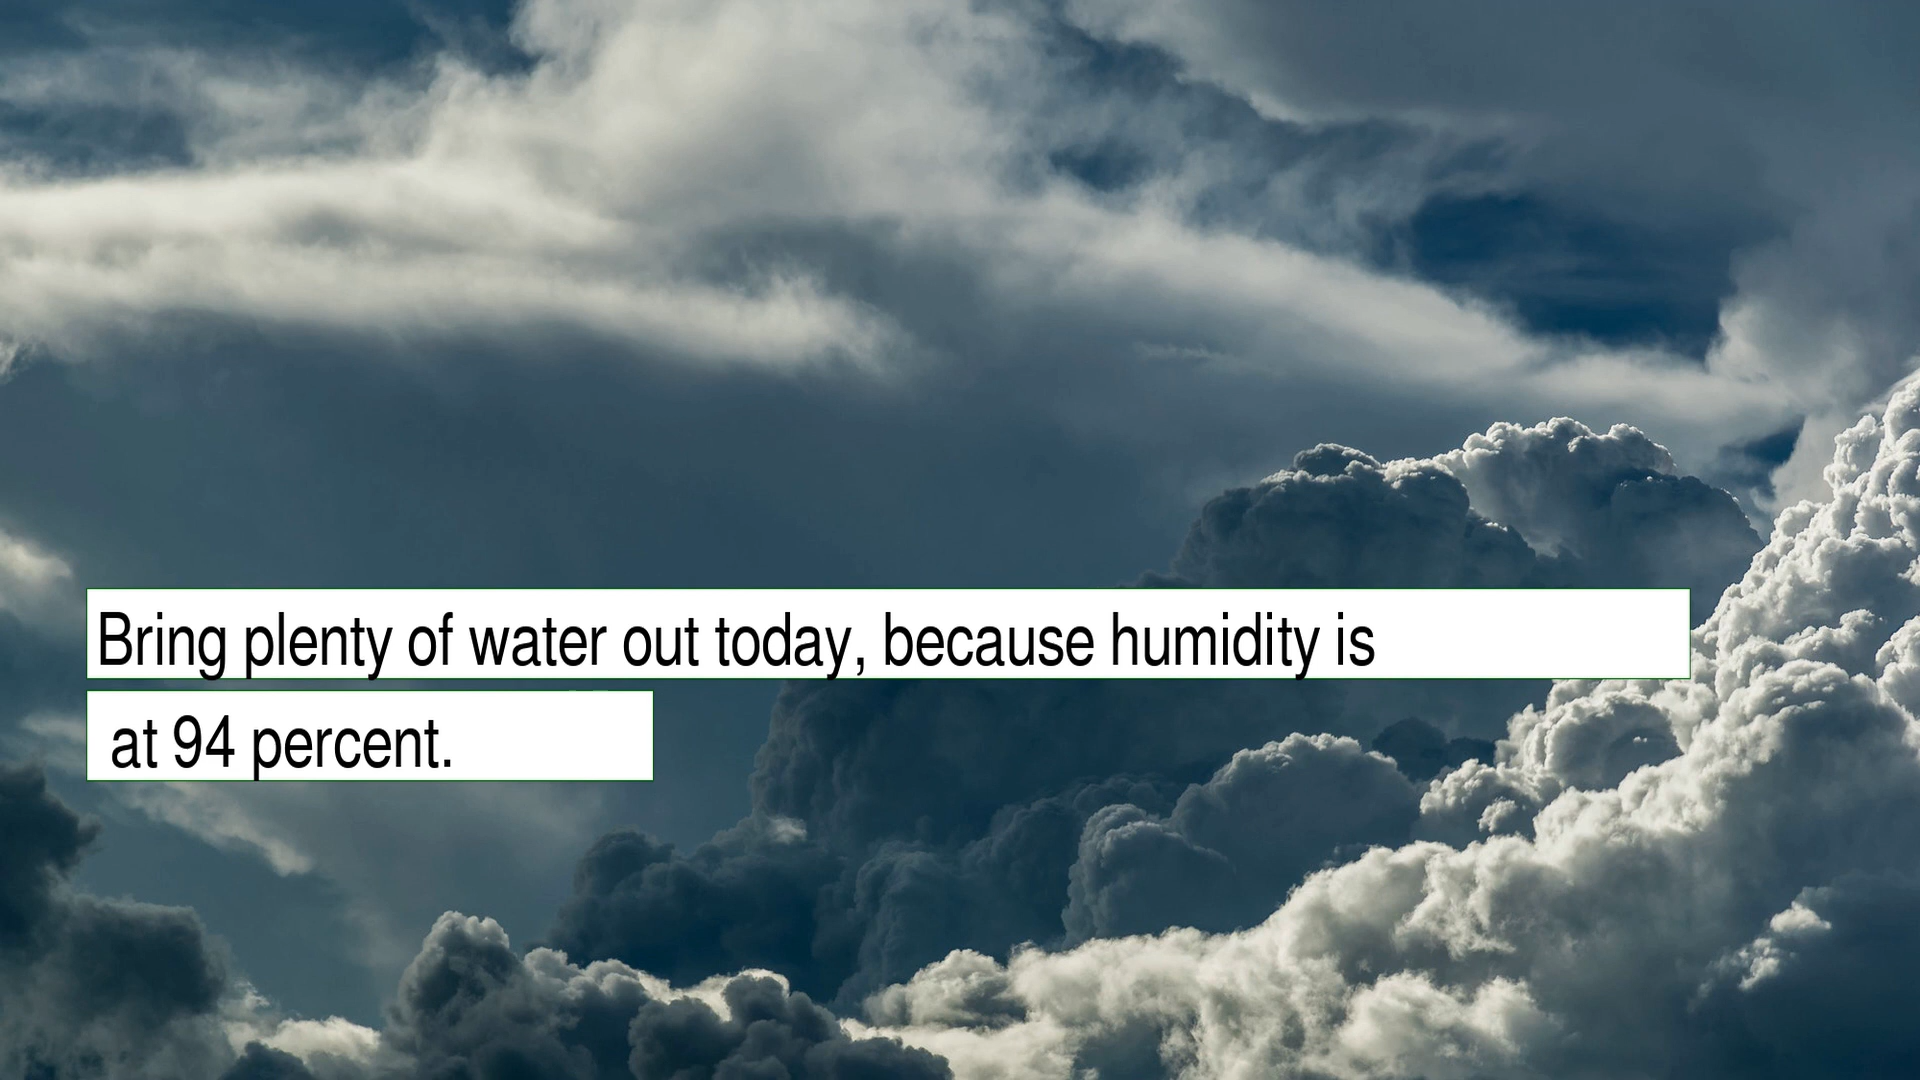 Bring plenty of water out today, because humidity is
at 94 percent.